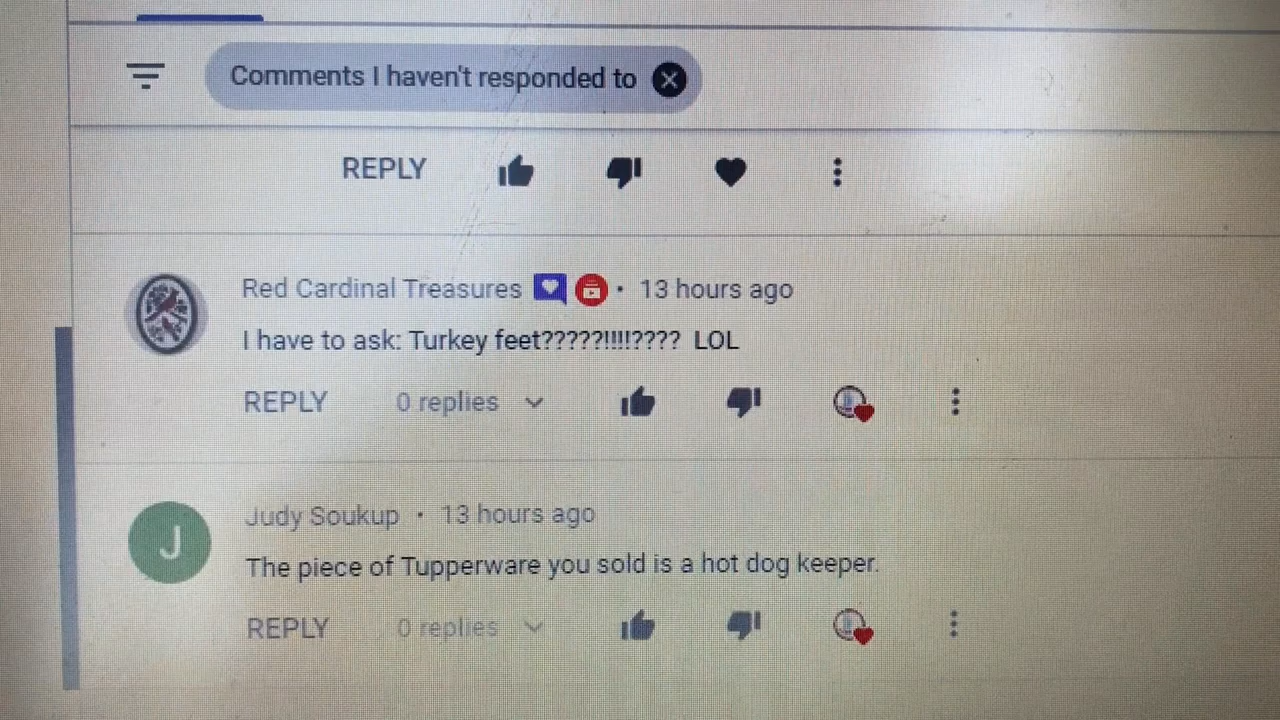 Comments I haven't responded to
REPLY
Red Cardinal Treasures • 13 hours ago
I have to ask: Turkey feet?????!!!!???? LOL
REPLY 0 replies
J
Judy Soukup • 13 hours ago
The piece of Tupperware you sold is a hot dog keeper.
REPLY 0 replies